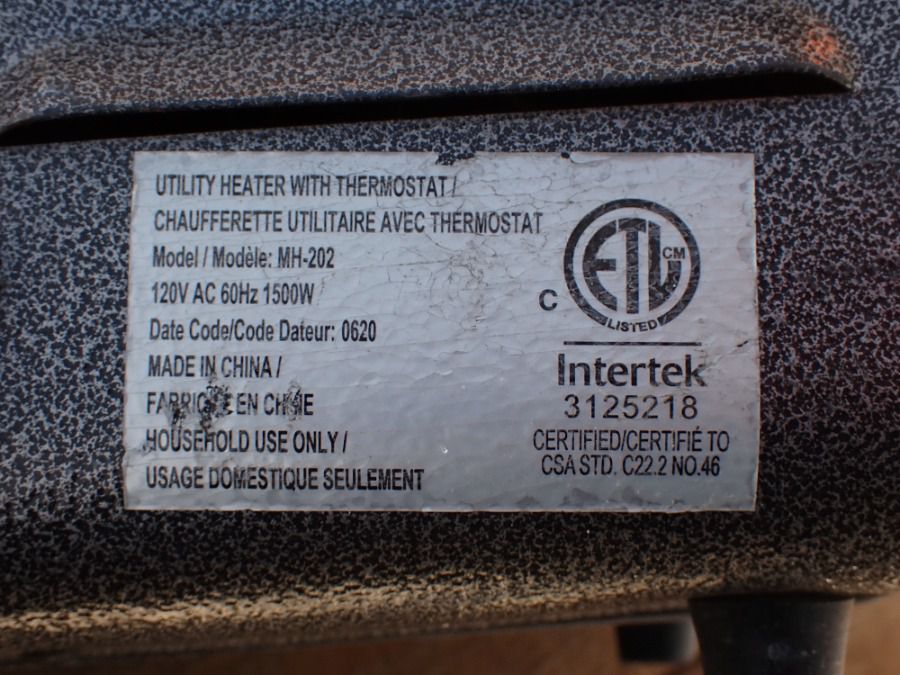 UTILITY HEATER WITH THERMOSTAT /
CHAUFFERETTE UTILITAIRE AVEC THERMOSTAT
Model / Modèle: MH-202
120V AC 60Hz 1500W
Date Code/Code Dateur: 0620
MADE IN CHINA /
FABRIQUÉ EN CHINE
HOUSEHOLD USE ONLY /
USAGE DOMESTIQUE SEULEMENT
C
ETL
CM
LISTED
Intertek
3125218
CERTIFIED/CERTIFIÉ TO
CSA STD. C22.2 NO.46